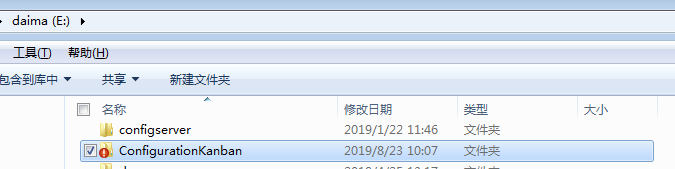 daima (E:)
工具(T) 帮助(H)
包含到库中 共享 新建文件夹
名称 修改日期 类型 大小
configserver 2019/1/22 11:46 文件夹
ConfigurationKanban 2019/8/23 10:07 文件夹